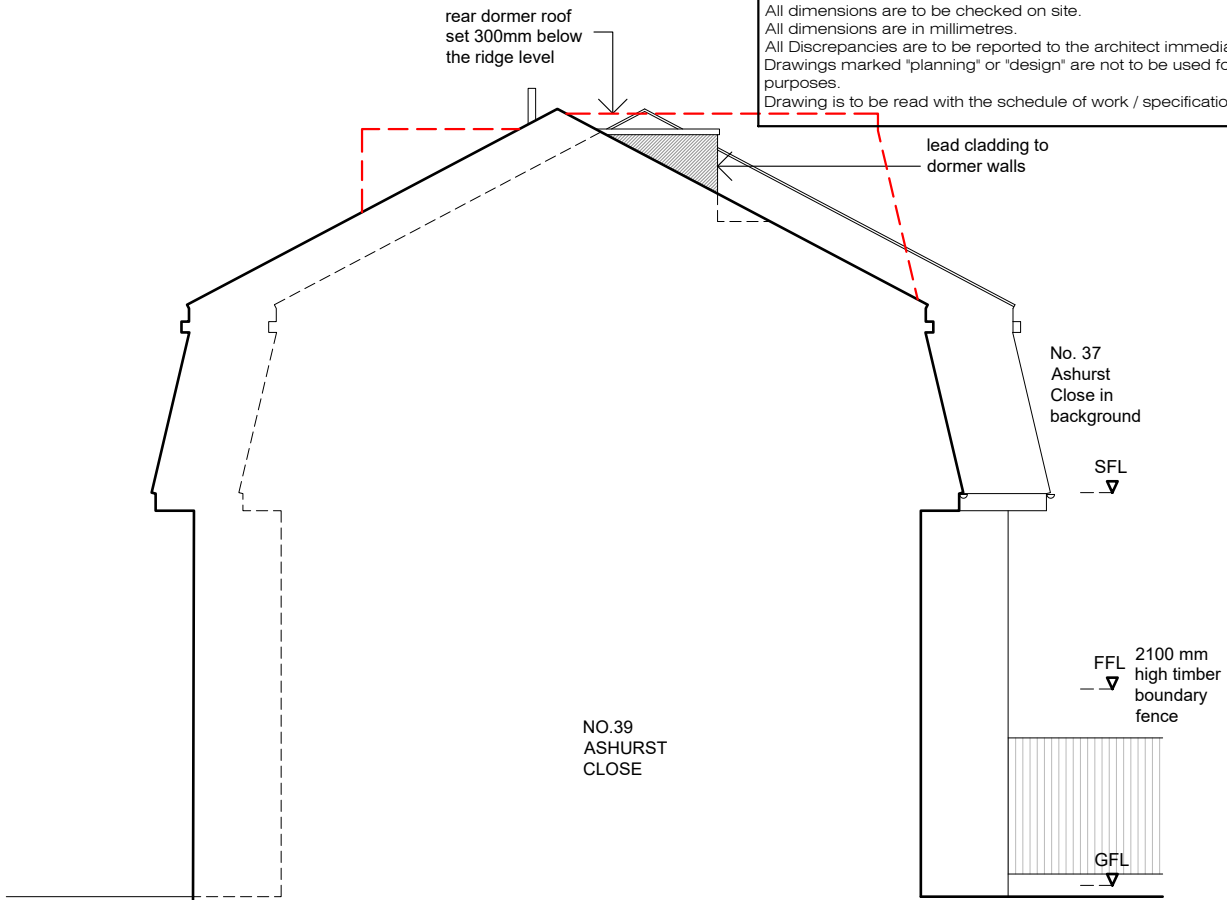 rear dormer roof
set 300mm below
the ridge level
All dimensions are to be checked on site.
All dimensions are in millimetres.
All Discrepancies are to be reported to the architect immedia
Drawings marked "planning" or "design" are not to be used fo
purposes.
Drawing is to be read with the schedule of work / specificatio
lead cladding to
dormer walls
No. 37
Ashurst
Close in
background
SFL
FFL
2100 mm
high timber
boundary
fence
NO.39
ASHURST
CLOSE
GFL